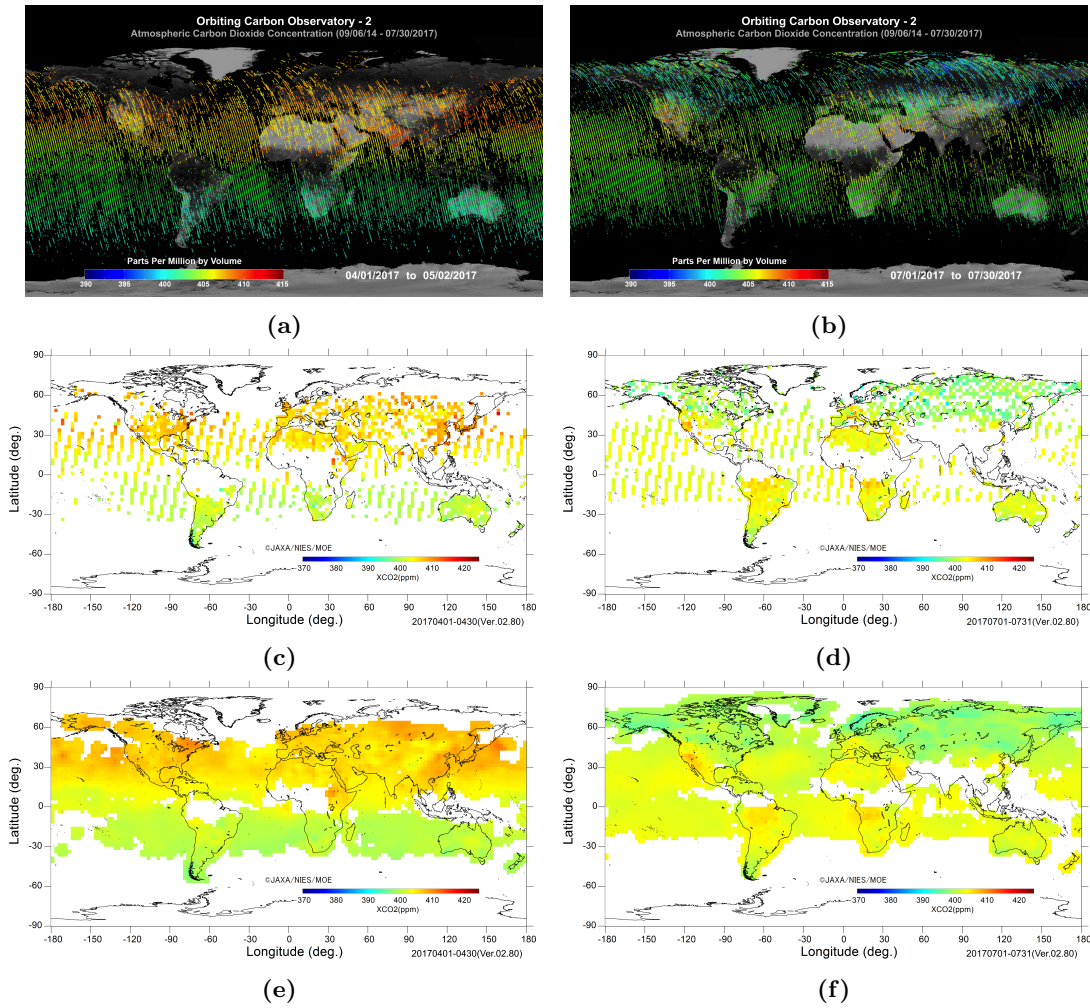 Orbiting Carbon Observatory - 2
Atmospheric Carbon Dioxide Concentration (09/06/14 - 07/30/2017)
Parts Per Million by Volume
390 395 400 405 410 415
04/01/2017 to 05/02/2017
(a)
Orbiting Carbon Observatory - 2
Atmospheric Carbon Dioxide Concentration (09/06/14 - 07/30/2017)
Parts Per Million by Volume
390 395 400 405 410 415
07/01/2017 to 07/30/2017
(b)
90
60
30
0
-30
-60
-90
Latitude (deg.)
©JAXA/NIES/MOE
370 380 390 400 410 420
XCO2(ppm)
-180 -150 -120 -90 -60 -30 0 30 60 90 120 150 180
Longitude (deg.)
20170401-0430(Ver.02.80)
(c)
90
60
30
0
-30
-60
-90
Latitude (deg.)
©JAXA/NIES/MOE
370 380 390 400 410 420
XCO2(ppm)
-180 -150 -120 -90 -60 -30 0 30 60 90 120 150 180
Longitude (deg.)
20170701-0731(Ver.02.80)
(d)
90
60
30
0
-30
-60
-90
Latitude (deg.)
©JAXA/NIES/MOE
370 380 390 400 410 420
XCO2(ppm)
-180 -150 -120 -90 -60 -30 0 30 60 90 120 150 180
Longitude (deg.)
20170401-0430(Ver.02.80)
(e)
90
60
30
0
-30
-60
-90
Latitude (deg.)
©JAXA/NIES/MOE
370 380 390 400 410 420
XCO2(ppm)
-180 -150 -120 -90 -60 -30 0 30 60 90 120 150 180
Longitude (deg.)
20170701-0731(Ver.02.80)
(f)